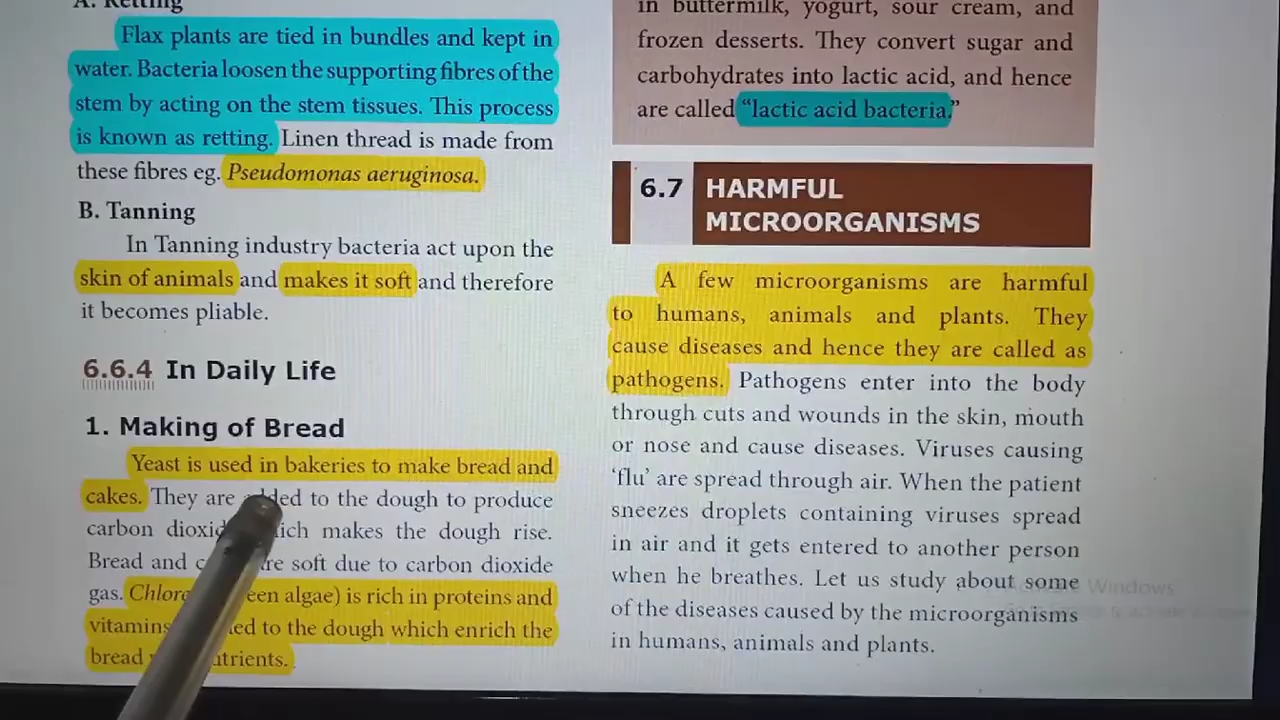 A. Retting
Flax plants are tied in bundles and kept in
water. Bacteria loosen the supporting fibres of the
stem by acting on the stem tissues. This process
is known as retting. Linen thread is made from
these fibres eg. Pseudomonas aeruginosa.
B. Tanning
In Tanning industry bacteria act upon the
skin of animals and makes it soft and therefore
it becomes pliable.
6.6.4 In Daily Life
1. Making of Bread
Yeast is used in bakeries to make bread and
cakes. They are to the dough to produce
carbon makes the dough rise.
Bread and soft due to carbon dioxide
gas. algae) is rich in proteins and
vitamins to the dough which enrich the
bread
in buttermilk, yogurt, sour cream, and
frozen desserts. They convert sugar and
carbohydrates into lactic acid, and hence
are called “lactic acid bacteria.”
6.7 HARMFUL
MICROORGANISMS
A few microorganisms are harmful
to humans, animals and plants. They
cause diseases and hence they are called as
pathogens. Pathogens enter into the body
through cuts and wounds in the skin, mouth
or nose and cause diseases. Viruses causing
‘flu’ are spread through air. When the patient
sneezes droplets containing viruses spread
in air and it gets entered to another person
when he breathes. Let us study about some
of the diseases caused by the microorganisms
in humans, animals and plants.
Windows